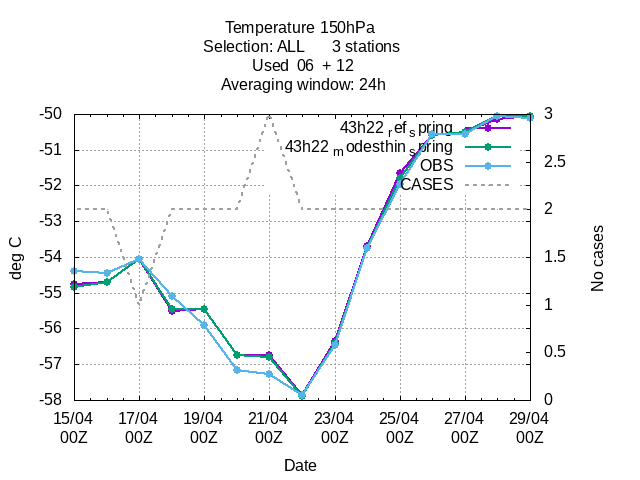 Temperature 150hPa
Selection: ALL      3 stations
Used  06  + 12
Averaging window: 24h
43h22_ref_spring
43h22_modesthin_spring
OBS
CASES
-50
-51
-52
-53
-54
-55
-56
-57
-58
3
2.5
2
1.5
1
0.5
0
deg C
No cases
15/04 17/04 19/04 21/04 23/04 25/04 27/04 29/04
00Z 00Z 00Z 00Z 00Z 00Z 00Z 00Z
Date